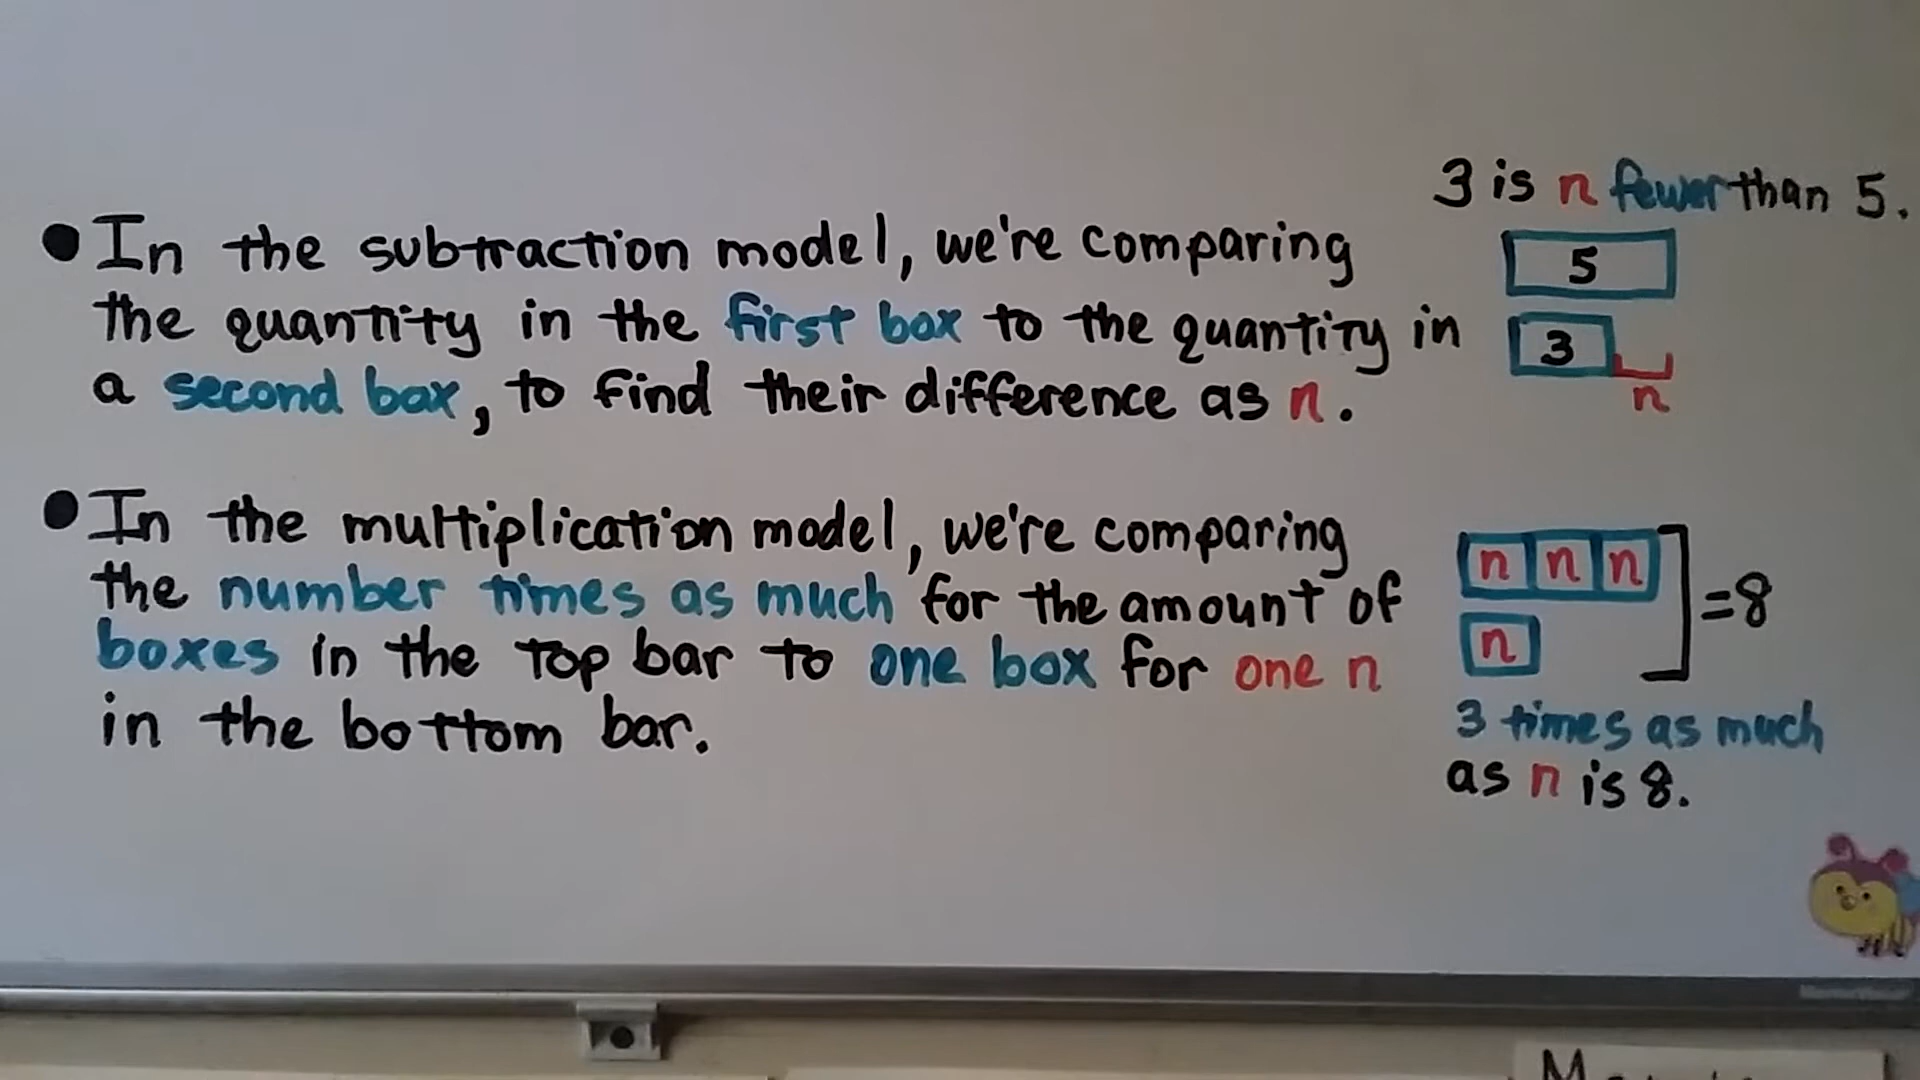 3 is n fewer than 5.
5
3
n
• In the subtraction model, we're comparing
the quantity in the first box to the quantity in
a second box, to find their difference as n.
• In the multiplication model, we're comparing
the number times as much for the amount of
boxes in the top bar to one box for one n
in the bottom bar.
n n n
n
=8
3 times as much
as n is 8.